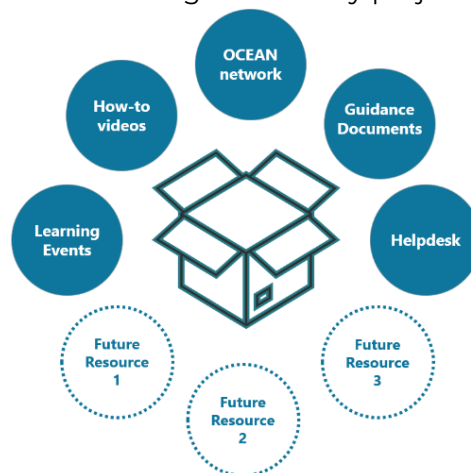 OCEAN
network
How-to
videos
Guidance
Documents
Learning
Events
Helpdesk
Future
Resource
1
Future
Resource
2
Future
Resource
3